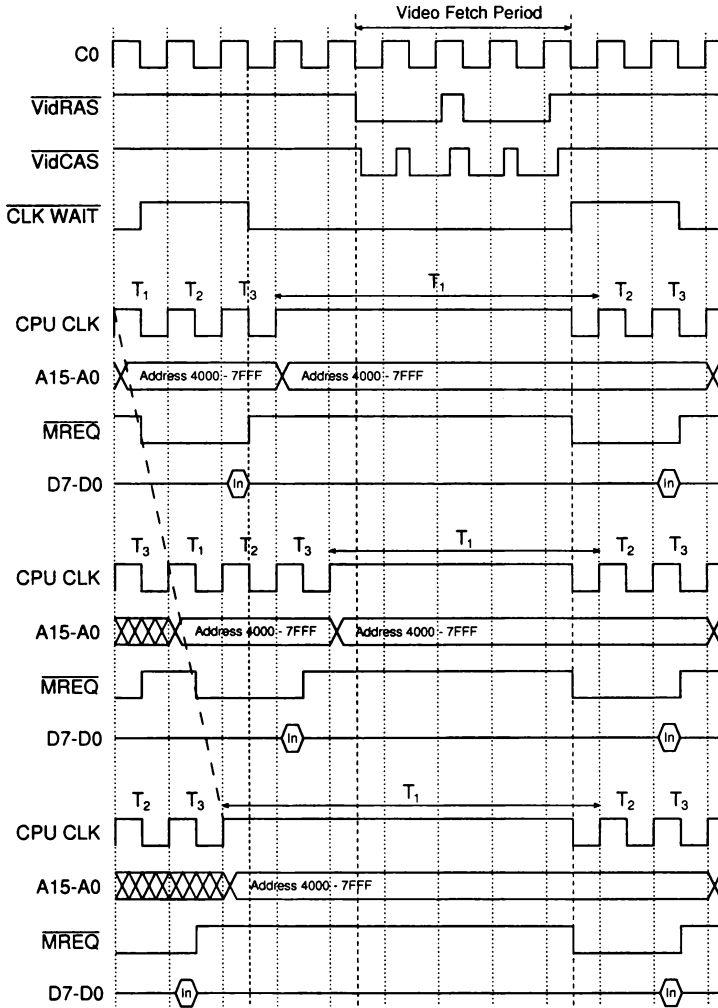 Video Fetch Period
C0
VidRAS
VidCAS
CLK WAIT
T₁ T₂ T₃ T₁ T₂ T₃
CPU CLK
A15-A0 Address 4000 - 7FFF Address 4000 - 7FFF
MREQ
D7-D0 In In
T₃ T₁ T₂ T₃ T₁ T₂ T₃
CPU CLK
A15-A0 Address 4000 - 7FFF Address 4000 - 7FFF
MREQ
D7-D0 In In
T₂ T₃ T₁ T₂ T₃
CPU CLK
A15-A0 Address 4000 - 7FFF
MREQ
D7-D0 In In